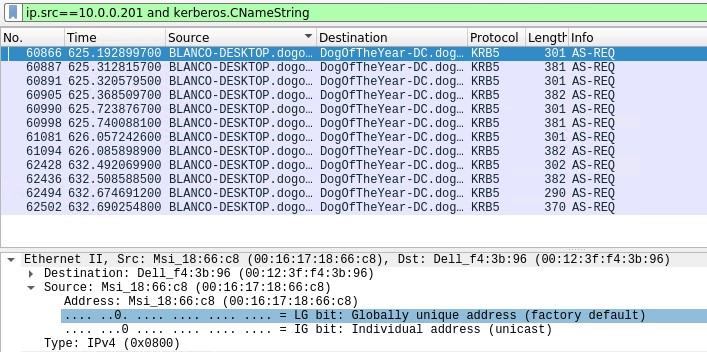 ip.src==10.0.0.201 and kerberos.CNameString
No. Time Source Destination Protocol Length Info
60866 625.192899700 BLANCO-DESKTOP.dogo… DogOfTheYear-DC.dog… KRB5 301 AS-REQ
60887 625.312815700 BLANCO-DESKTOP.dogo… DogOfTheYear-DC.dog… KRB5 381 AS-REQ
60891 625.320579500 BLANCO-DESKTOP.dogo… DogOfTheYear-DC.dog… KRB5 301 AS-REQ
60905 625.368509700 BLANCO-DESKTOP.dogo… DogOfTheYear-DC.dog… KRB5 382 AS-REQ
60990 625.723876700 BLANCO-DESKTOP.dogo… DogOfTheYear-DC.dog… KRB5 301 AS-REQ
60998 625.740088100 BLANCO-DESKTOP.dogo… DogOfTheYear-DC.dog… KRB5 381 AS-REQ
61081 626.057242600 BLANCO-DESKTOP.dogo… DogOfTheYear-DC.dog… KRB5 301 AS-REQ
61094 626.085898900 BLANCO-DESKTOP.dogo… DogOfTheYear-DC.dog… KRB5 382 AS-REQ
62428 632.492069900 BLANCO-DESKTOP.dogo… DogOfTheYear-DC.dog… KRB5 302 AS-REQ
62436 632.508588500 BLANCO-DESKTOP.dogo… DogOfTheYear-DC.dog… KRB5 382 AS-REQ
62494 632.674691200 BLANCO-DESKTOP.dogo… DogOfTheYear-DC.dog… KRB5 290 AS-REQ
62502 632.690254800 BLANCO-DESKTOP.dogo… DogOfTheYear-DC.dog… KRB5 370 AS-REQ
Ethernet II, Src: Msi_18:66:c8 (00:16:17:18:66:c8), Dst: Dell_f4:3b:96 (00:12:3f:f4:3b:96)
Destination: Dell_f4:3b:96 (00:12:3f:f4:3b:96)
Source: Msi_18:66:c8 (00:16:17:18:66:c8)
Address: Msi_18:66:c8 (00:16:17:18:66:c8)
.... ..0. .... .... .... .... = LG bit: Globally unique address (factory default)
.... ...0 .... .... .... .... = IG bit: Individual address (unicast)
Type: IPv4 (0x0800)